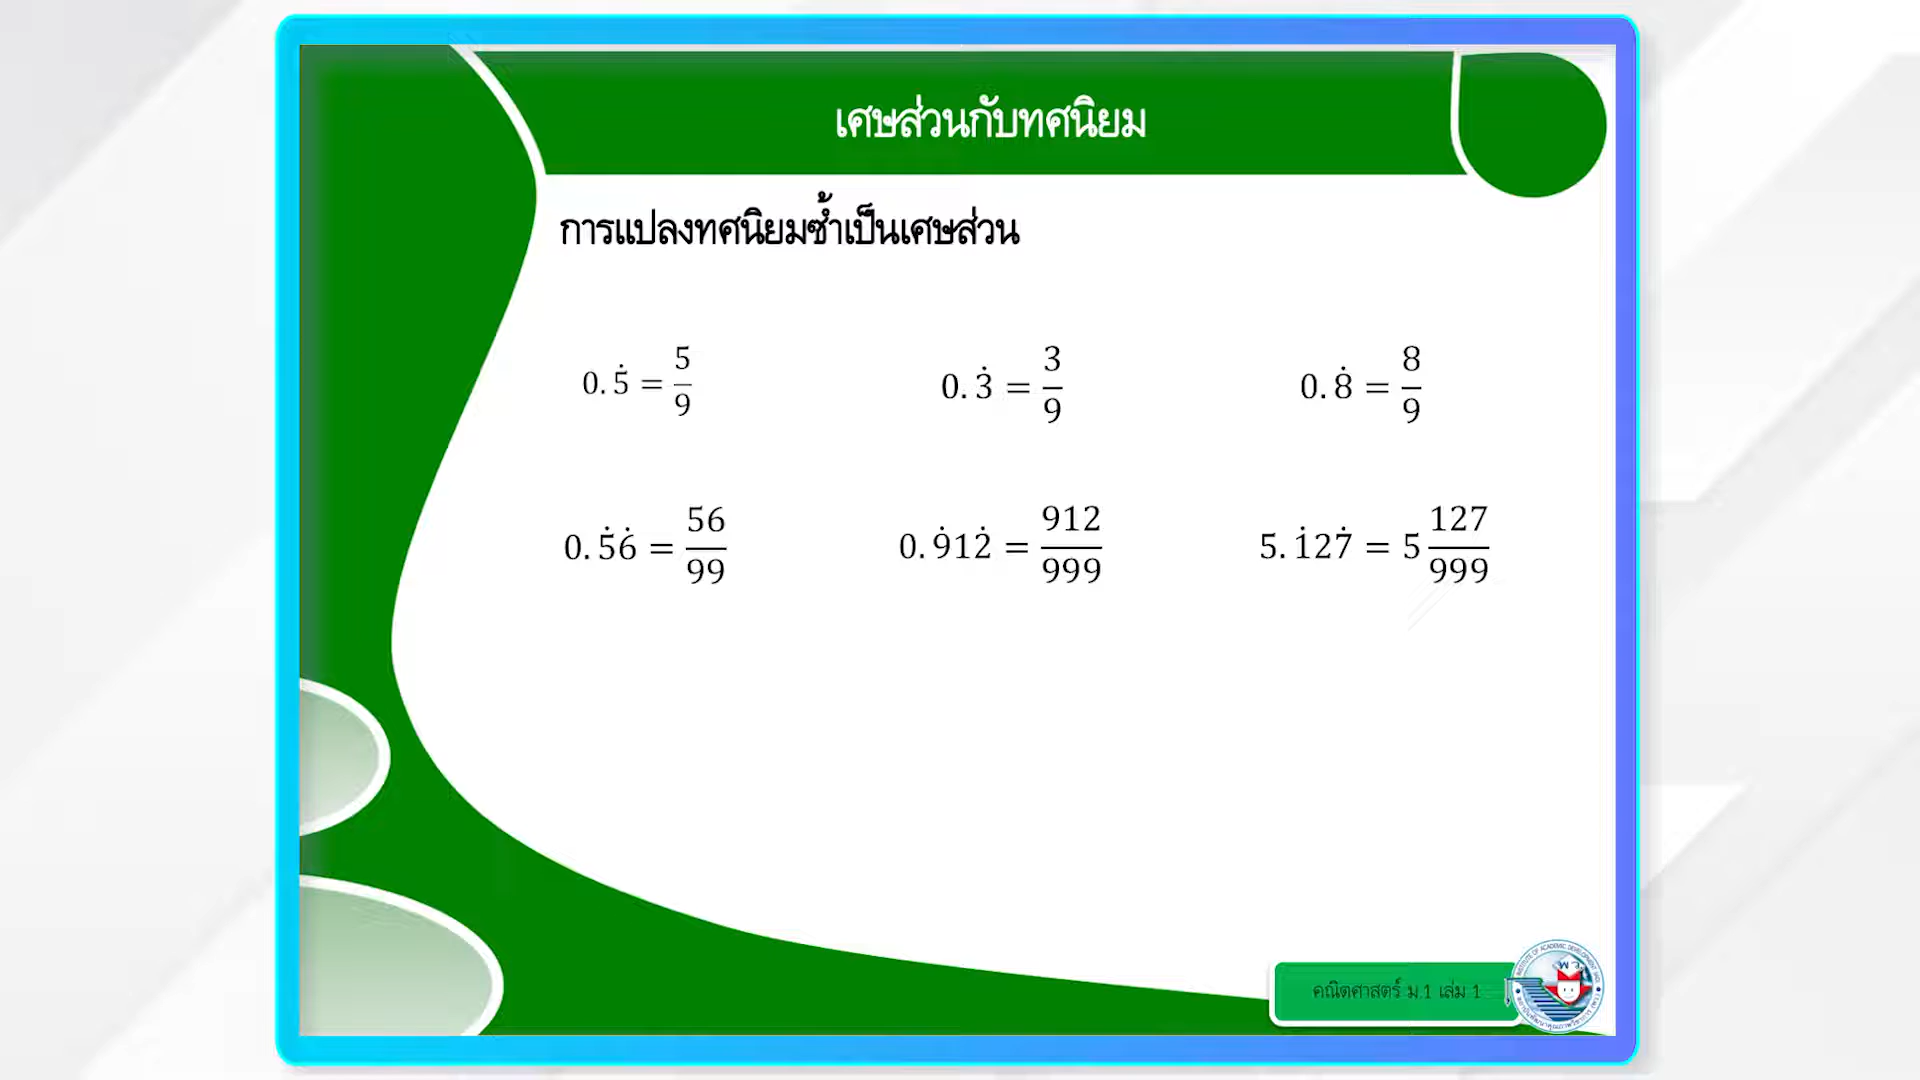 เศษส่วนกับทศนิยม
การแปลงทศนิยมซ้ำเป็นเศษส่วน
0.5̇ = 5/9
0.3̇ = 3/9
0.8̇ = 8/9
0.5̇6̇ = 56/99
0.9̇12̇ = 912/999
5.1̇27̇ = 5 127/999
คณิตศาสตร์ ม.1 เล่ม 1
พว.